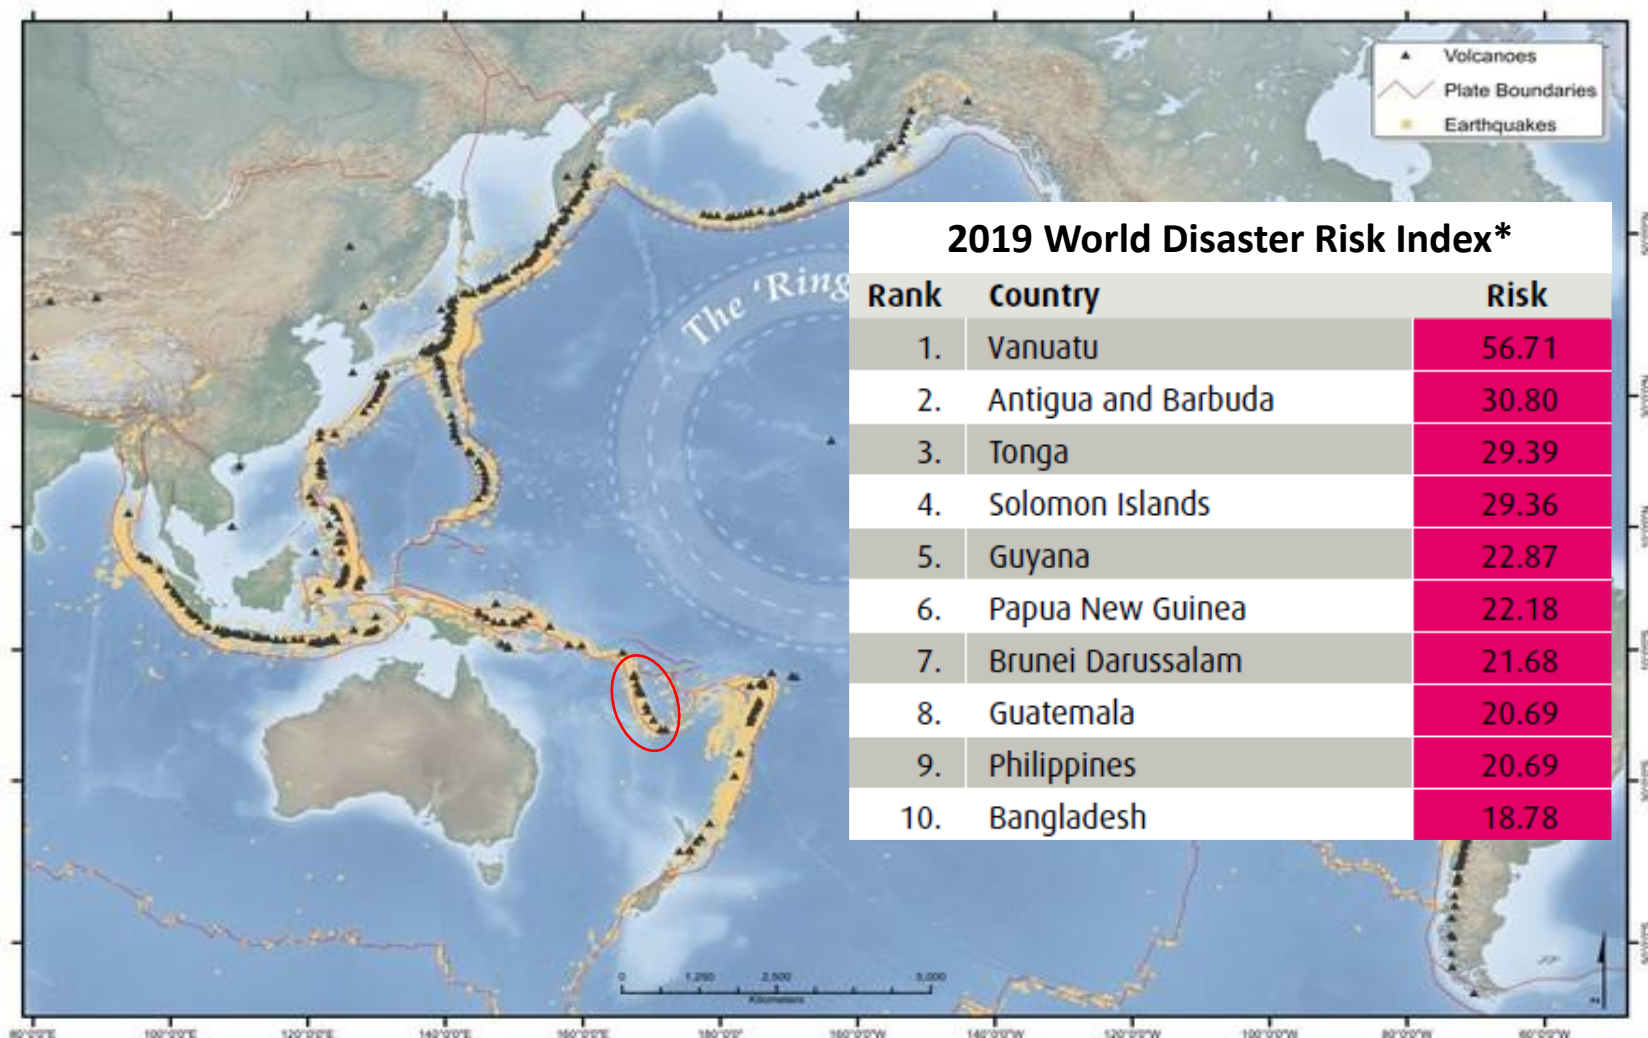 Volcanoes
Plate Boundaries
Earthquakes
The 'Ring
2019 World Disaster Risk Index*
Rank Country Risk
1. Vanuatu 56.71
2. Antigua and Barbuda 30.80
3. Tonga 29.39
4. Solomon Islands 29.36
5. Guyana 22.87
6. Papua New Guinea 22.18
7. Brunei Darussalam 21.68
8. Guatemala 20.69
9. Philippines 20.69
10. Bangladesh 18.78
0 1,250 2,500 5,000
Kilometers